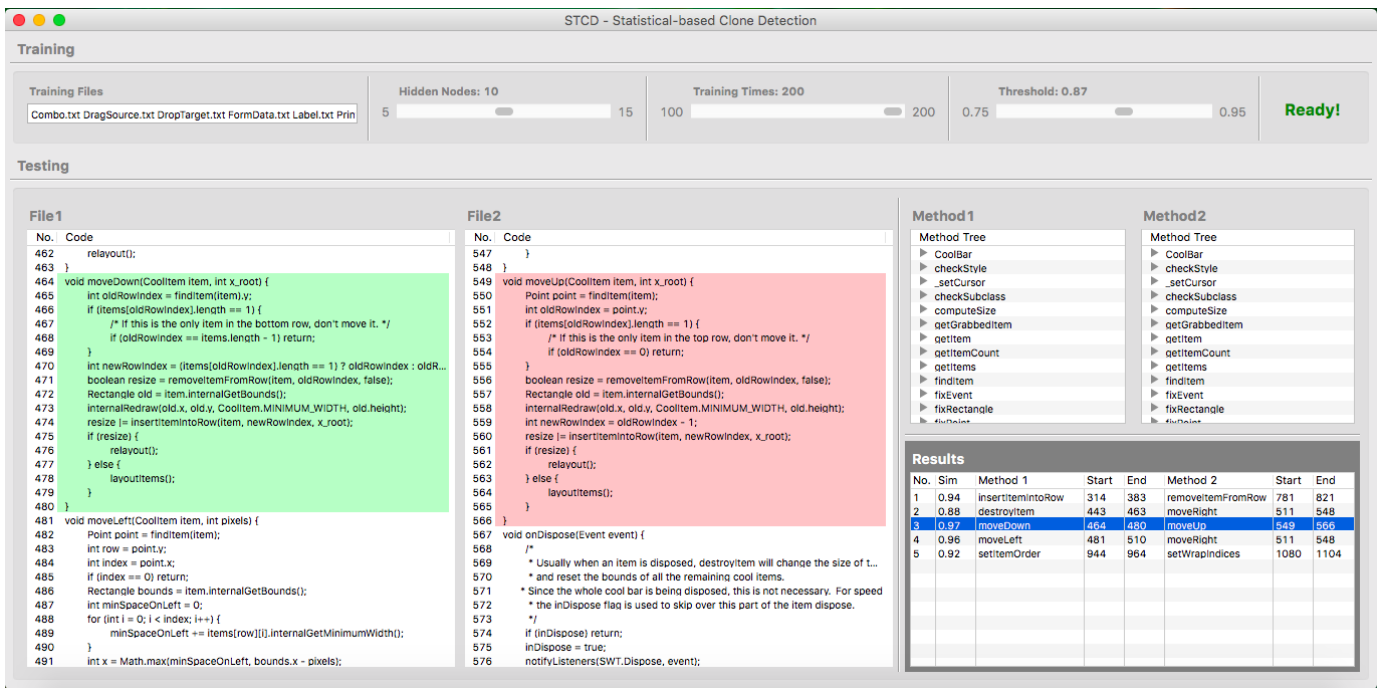 STCD - Statistical-based Clone Detection
Training
Training Files
Combo.txt DragSource.txt DropTarget.txt FormData.txt Label.txt Prin
Hidden Nodes: 10
5 15
Training Times: 200
100 200
Threshold: 0.87
0.75 0.95
Ready!
Testing
File1
No. Code
462 relayout();
463 }
464 void moveDown(CoolItem item, int x_root) {
465 int oldRowIndex = findItem(item).y;
466 if (items[oldRowIndex].length == 1) {
467 /* If this is the only item in the bottom row, don't move it. */
468 if (oldRowIndex == items.length - 1) return;
469 }
470 int newRowIndex = (items[oldRowIndex].length == 1) ? oldRowIndex : oldR...
471 boolean resize = removeItemFromRow(item, oldRowIndex, false);
472 Rectangle old = item.internalGetBounds();
473 internalRedraw(old.x, old.y, CoolItem.MINIMUM_WIDTH, old.height);
474 resize |= insertItemIntoRow(item, newRowIndex, x_root);
475 if (resize) {
476 relayout();
477 } else {
478 layoutItems();
479 }
480 }
481 void moveLeft(CoolItem item, int pixels) {
482 Point point = findItem(item);
483 int row = point.y;
484 int index = point.x;
485 if (index == 0) return;
486 Rectangle bounds = item.internalGetBounds();
487 int minSpaceOnLeft = 0;
488 for (int i = 0; i < index; i++) {
489 minSpaceOnLeft += items[row][i].internalGetMinimumWidth();
490 }
491 int x = Math.max(minSpaceOnLeft, bounds.x - pixels);
File2
No. Code
547 }
548 }
549 void moveUp(CoolItem item, int x_root) {
550 Point point = findItem(item);
551 int oldRowIndex = point.y;
552 if (items[oldRowIndex].length == 1) {
553 /* If this is the only item in the top row, don't move it. */
554 if (oldRowIndex == 0) return;
555 }
556 boolean resize = removeItemFromRow(item, oldRowIndex, false);
557 Rectangle old = item.internalGetBounds();
558 internalRedraw(old.x, old.y, CoolItem.MINIMUM_WIDTH, old.height);
559 int newRowIndex = oldRowIndex - 1;
560 resize |= insertItemIntoRow(item, newRowIndex, x_root);
561 if (resize) {
562 relayout();
563 } else {
564 layoutItems();
565 }
566 }
567 void onDispose(Event event) {
568 /*
569 * Usually when an item is disposed, destroyItem will change the size of t...
570 * and reset the bounds of all the remaining cool items.
571 * Since the whole cool bar is being disposed, this is not necessary. For speed
572 * the inDispose flag is used to skip over this part of the item dispose.
573 */
574 if (inDispose) return;
575 inDispose = true;
576 notifyListeners(SWT.Dispose, event);
Method1
Method Tree
CoolBar
checkStyle
_setCursor
checkSubclass
computeSize
getGrabbedItem
getItem
getItemCount
getItems
findItem
fixEvent
fixRectangle
fixPoint
Method2
Method Tree
CoolBar
checkStyle
_setCursor
checkSubclass
computeSize
getGrabbedItem
getItem
getItemCount
getItems
findItem
fixEvent
fixRectangle
fixPoint
Results
No. Sim Method 1 Start End Method 2 Start End
1 0.94 insertItemIntoRow 314 383 removeItemFromRow 781 821
2 0.88 destroyItem 443 463 moveRight 511 548
3 0.97 moveDown 464 480 moveUp 549 566
4 0.96 moveLeft 481 510 moveRight 511 548
5 0.92 setItemOrder 944 964 setWrapIndices 1080 1104